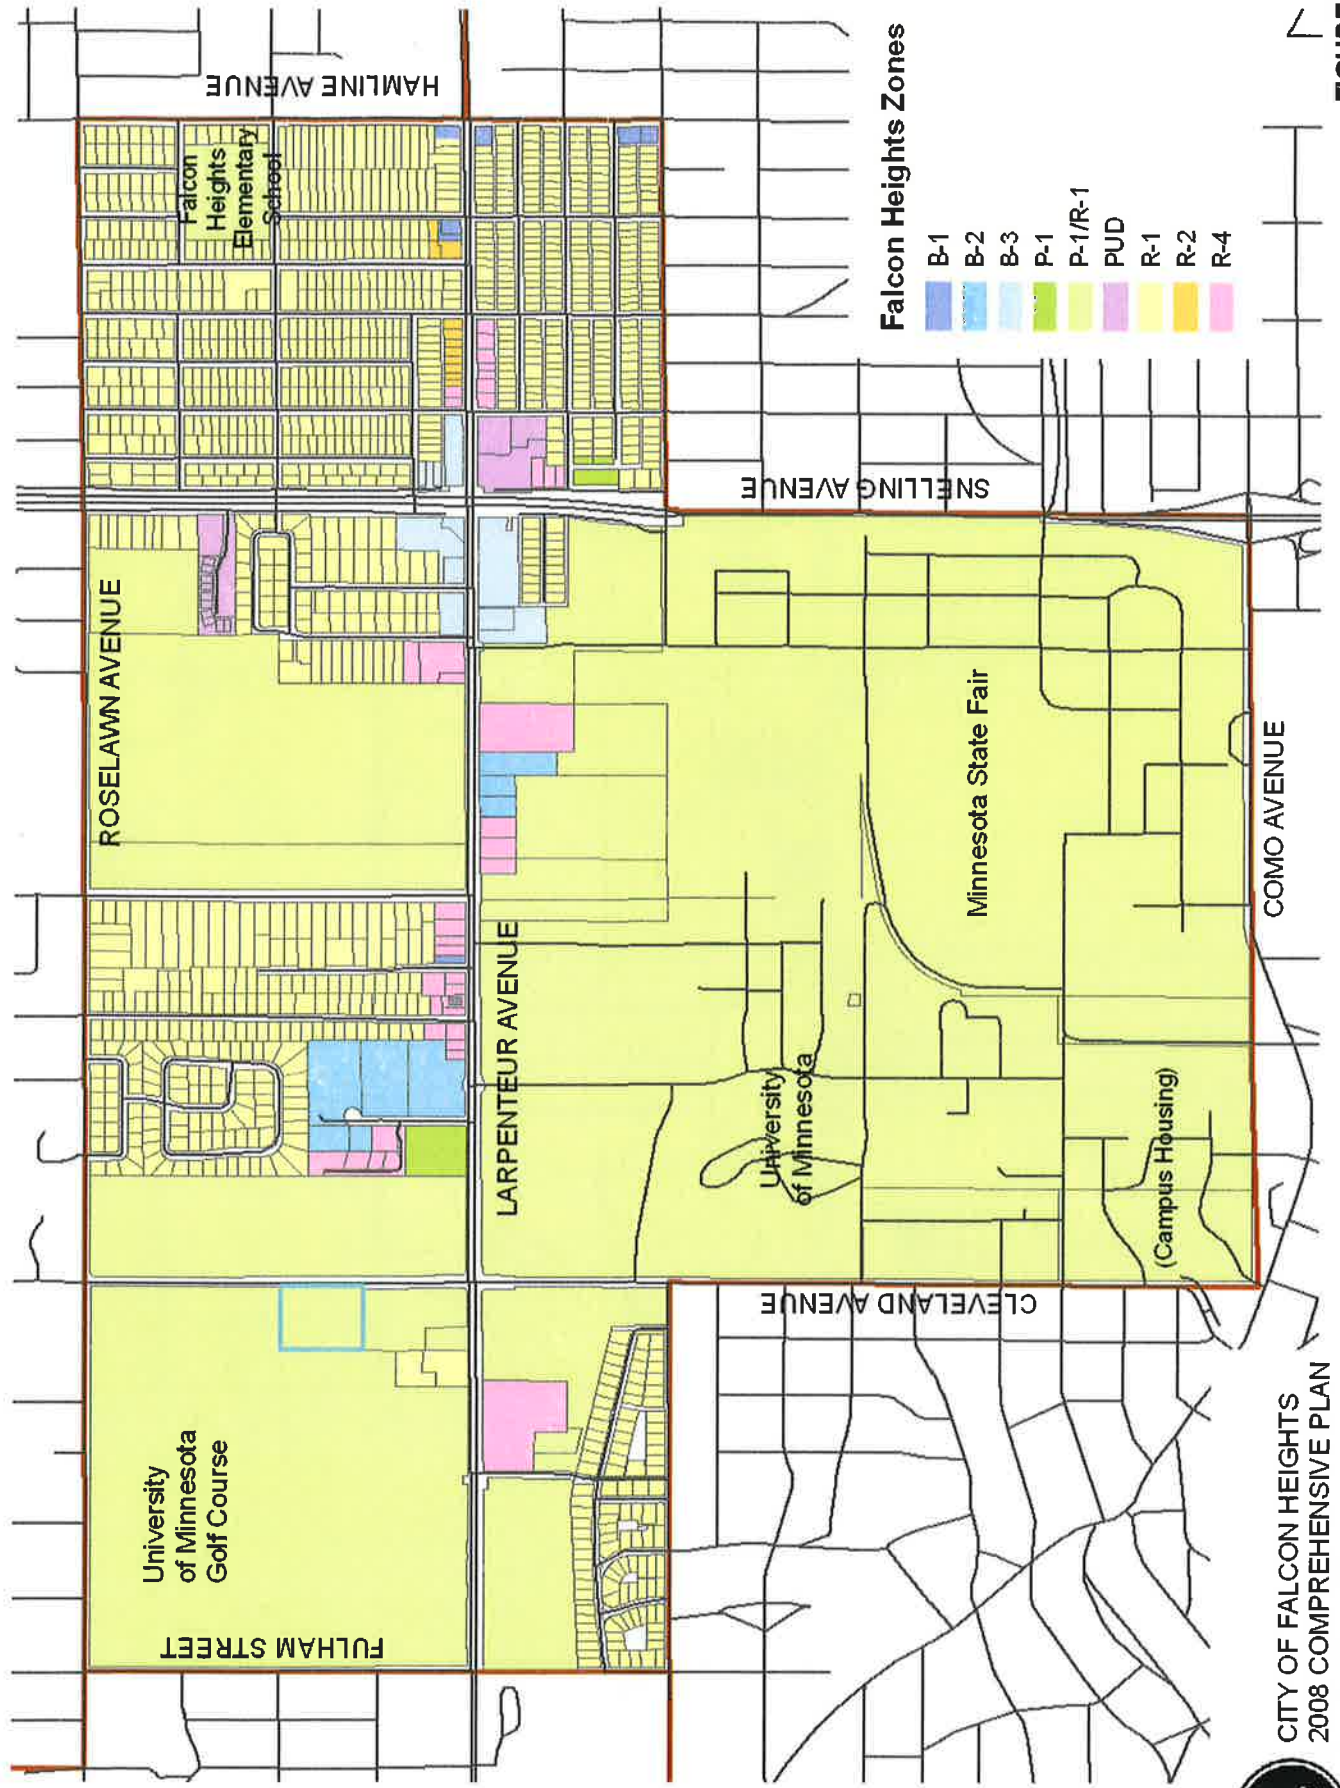 HAMLINE AVENUE
Falcon
Heights
Elementary
School
ROSELAWN AVENUE
SNELLING AVENUE
LARPENTEUR AVENUE
Minnesota State Fair
COMO AVENUE
University
of Minnesota
(Campus Housing)
CLEVELAND AVENUE
University
of Minnesota
Golf Course
FULHAM STREET
Falcon Heights Zones
B-1
B-2
B-3
P-1
P-1/R-1
PUD
R-1
R-2
R-4
CITY OF FALCON HEIGHTS
2008 COMPREHENSIVE PLAN